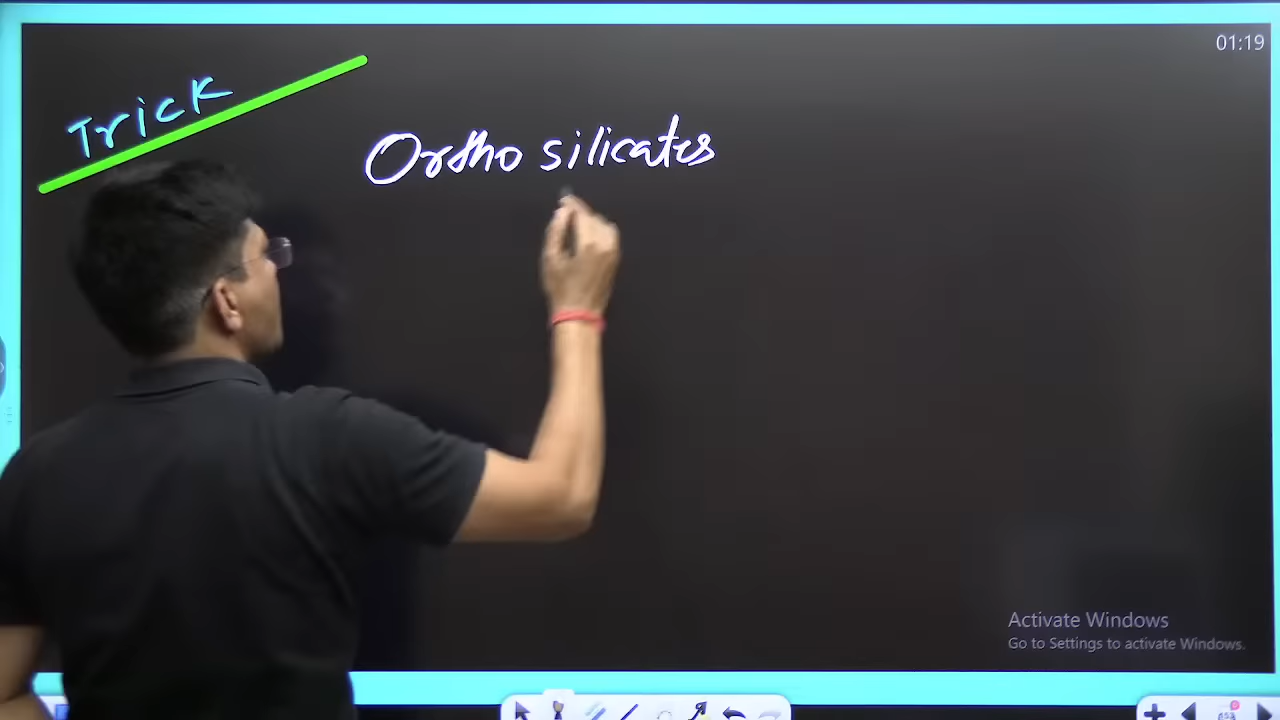 01:19
Trick
Ortho silicates
Activate Windows
Go to Settings to activate Windows.